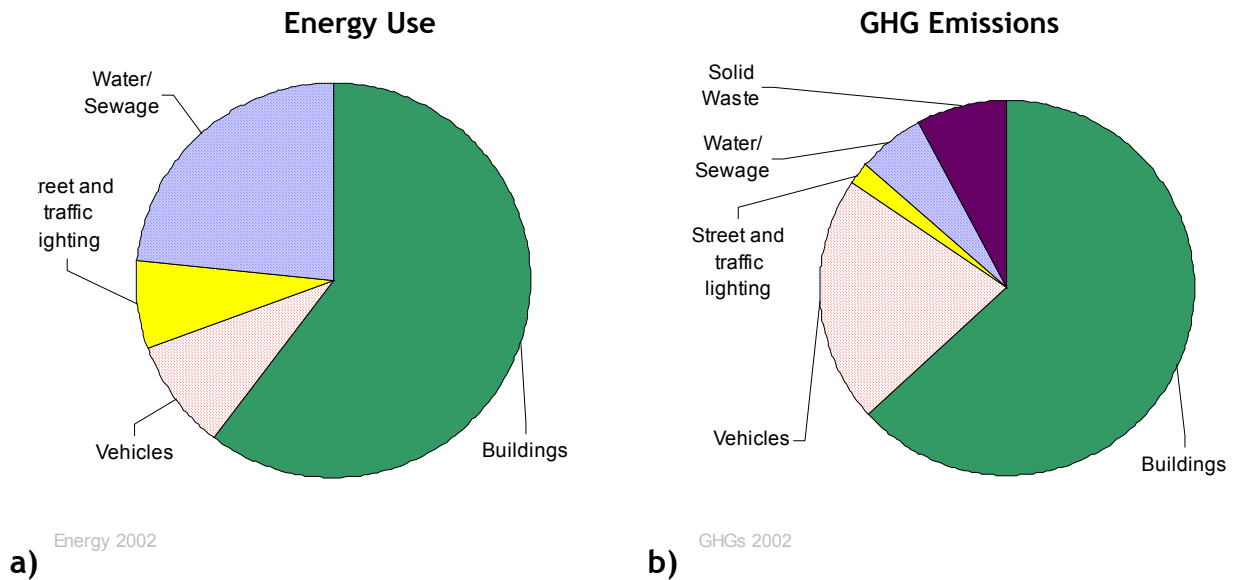 Energy Use
Water/
Sewage
reet and
traffic
ighting
Vehicles
Buildings
a)
Energy 2002
GHG Emissions
Solid
Waste
Water/
Sewage
Street and
traffic
lighting
Vehicles
Buildings
b)
GHGs 2002